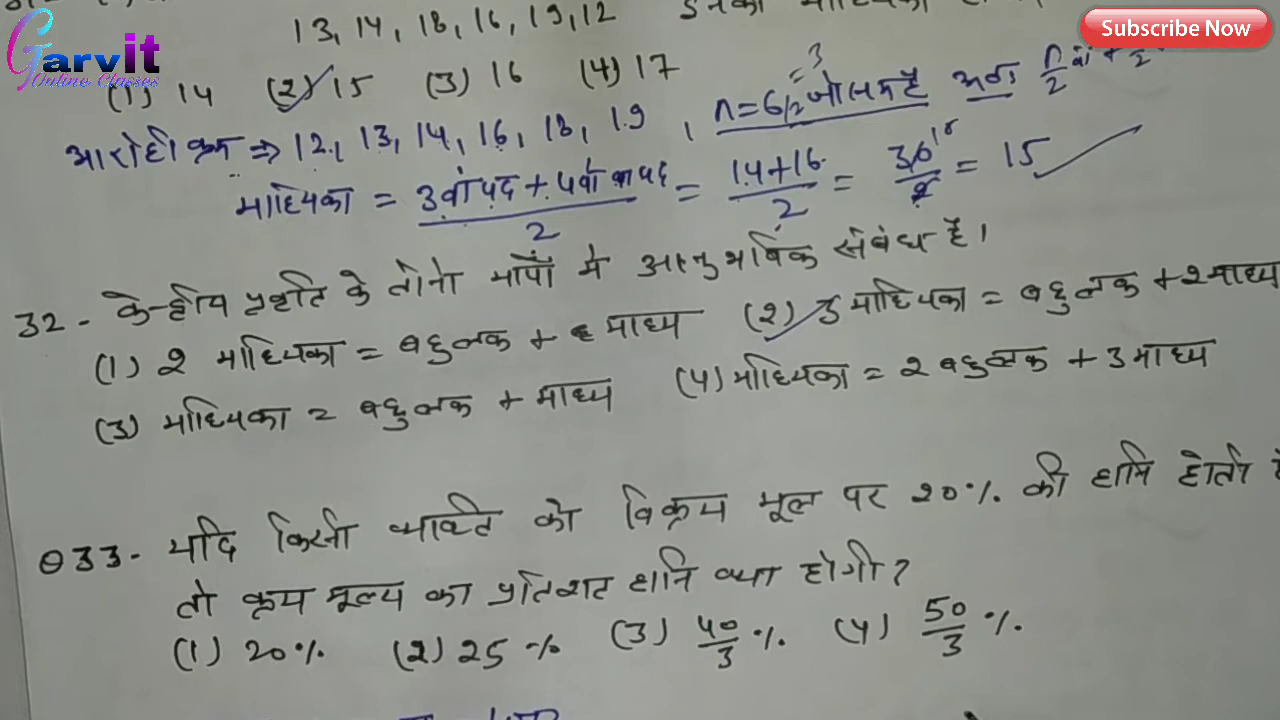 Garvit
Online Classes
Subscribe Now
13, 14, 18, 16, 19, 12
(1) 14 (2) 15 (3) 16 (4) 17
आरोही क्रम ⇒ 12, 13, 14, 16, 18, 19, n=6/2 =3 जो सम है
माध्यिका = 3वां पद + 4वां का पद / 2 = 14+16 / 2 = 30 / 2 = 15
32 - केन्द्रीय प्रवृति के तीनो मापों मे आनुभविक संबंध है।
(1) 2 माध्यिका = बहुलक + 2 माध्य (2) 3 माध्यिका = बहुलक + 2 माध्य
(3) माध्यिका = बहुलक + माध्य (4) माध्यिका = 2 बहुलक + 3 माध्य
Q33- यदि किसी व्यक्ति को विक्रय मूल पर 20% की हानि होती
तो क्रय मूल्य का प्रतिशत हानि क्या होगी?
(1) 20% (2) 25% (3) 40/3 % (4) 50/3 %